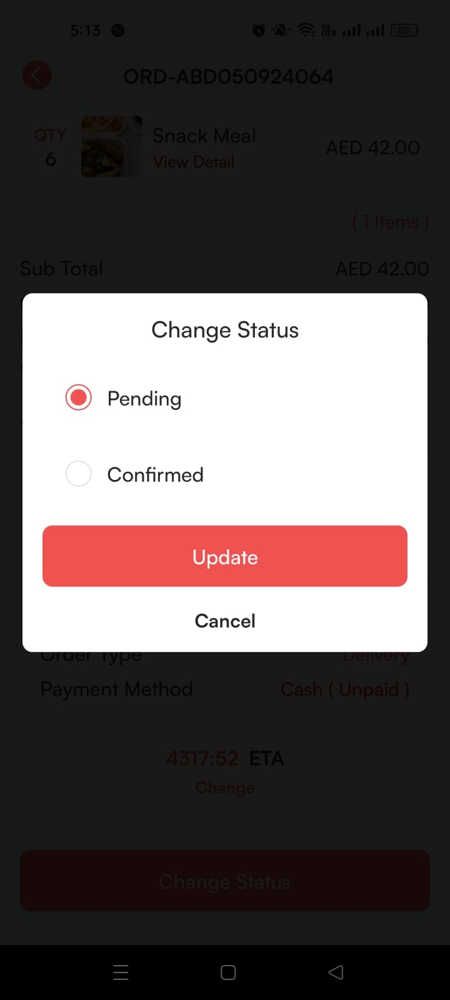 5:13
Vo LTE 89
ORD-ABD050924064
QTY
6
Snack Meal
View Detail
AED 42.00
( 1 Items )
Sub Total AED 42.00
Change Status
Pending
Confirmed
Update
Cancel
Order Type Delivery
Payment Method Cash ( Unpaid )
4317:52 ETA
Change
Change Status